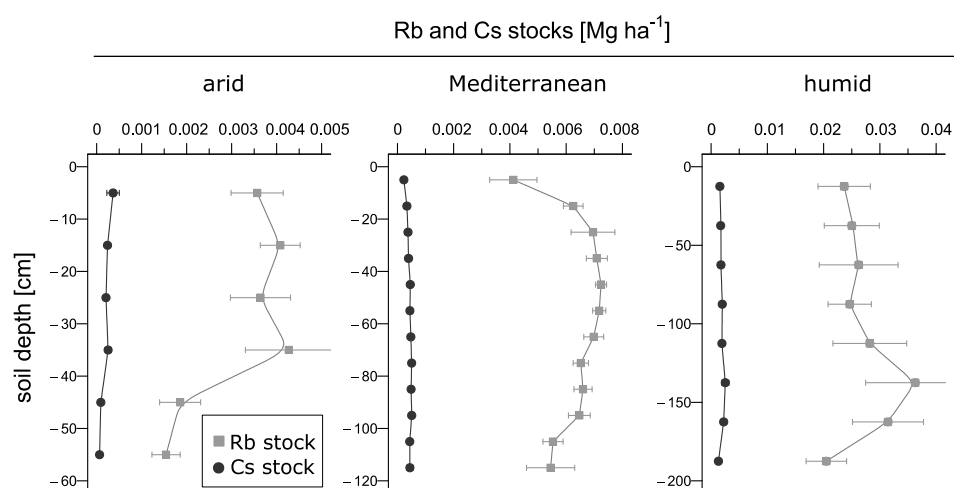 Rb and Cs stocks [Mg ha⁻¹]
arid Mediterranean humid
0 0.001 0.002 0.003 0.004 0.005 0 0.002 0.004 0.006 0.008 0 0.01 0.02 0.03 0.04
soil depth [cm]
0 0 0
−10 −20 −50
−20 −40
−30 −60 −100
−40 −80 −150
−50 −100
−60 −120 −200
Rb stock
Cs stock